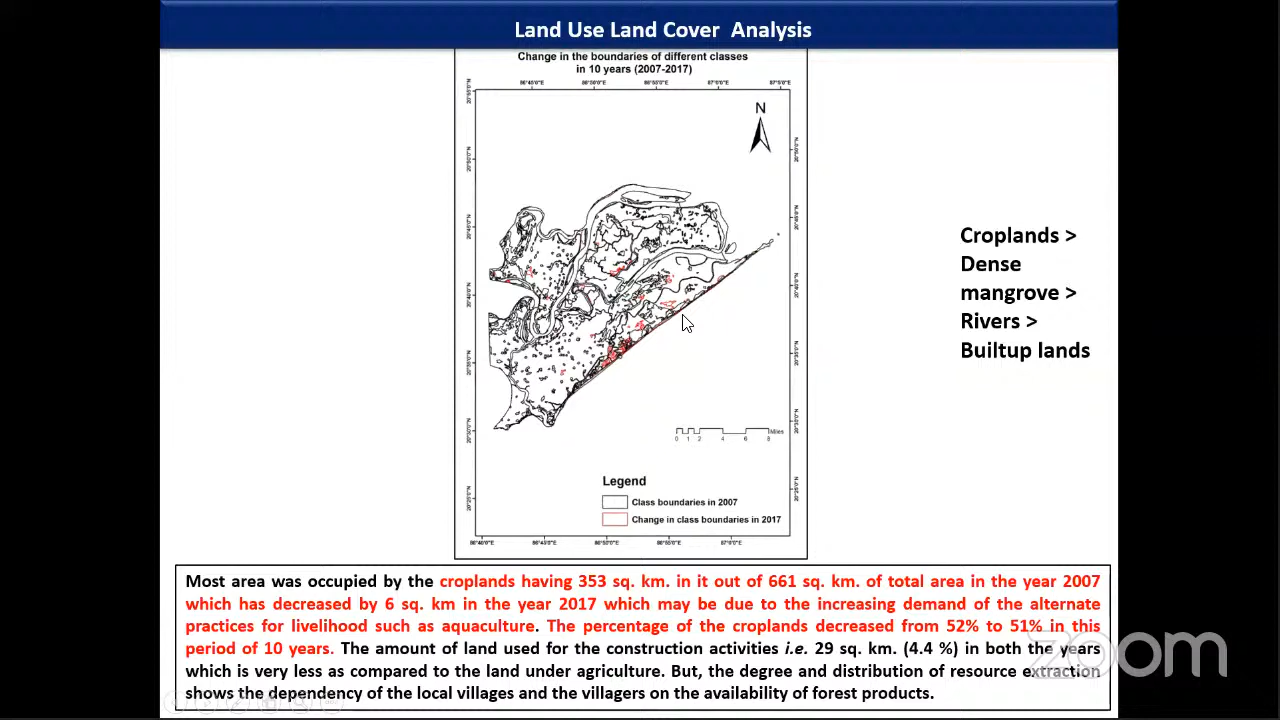 Land Use Land Cover Analysis
Change in the boundaries of different classes
in 10 years (2007-2017)
N
Croplands >
Dense
mangrove >
Rivers >
Builtup lands
0 1 2 4 6 8 Miles
Legend
Class boundaries in 2007
Change in class boundaries in 2017
Most area was occupied by the croplands having 353 sq. km. in it out of 661 sq. km. of total area in the year 2007
which has decreased by 6 sq. km in the year 2017 which may be due to the increasing demand of the alternate
practices for livelihood such as aquaculture. The percentage of the croplands decreased from 52% to 51% in this
period of 10 years. The amount of land used for the construction activities i.e. 29 sq. km. (4.4 %) in both the years
which is very less as compared to the land under agriculture. But, the degree and distribution of resource extraction
shows the dependency of the local villages and the villagers on the availability of forest products.
zoom